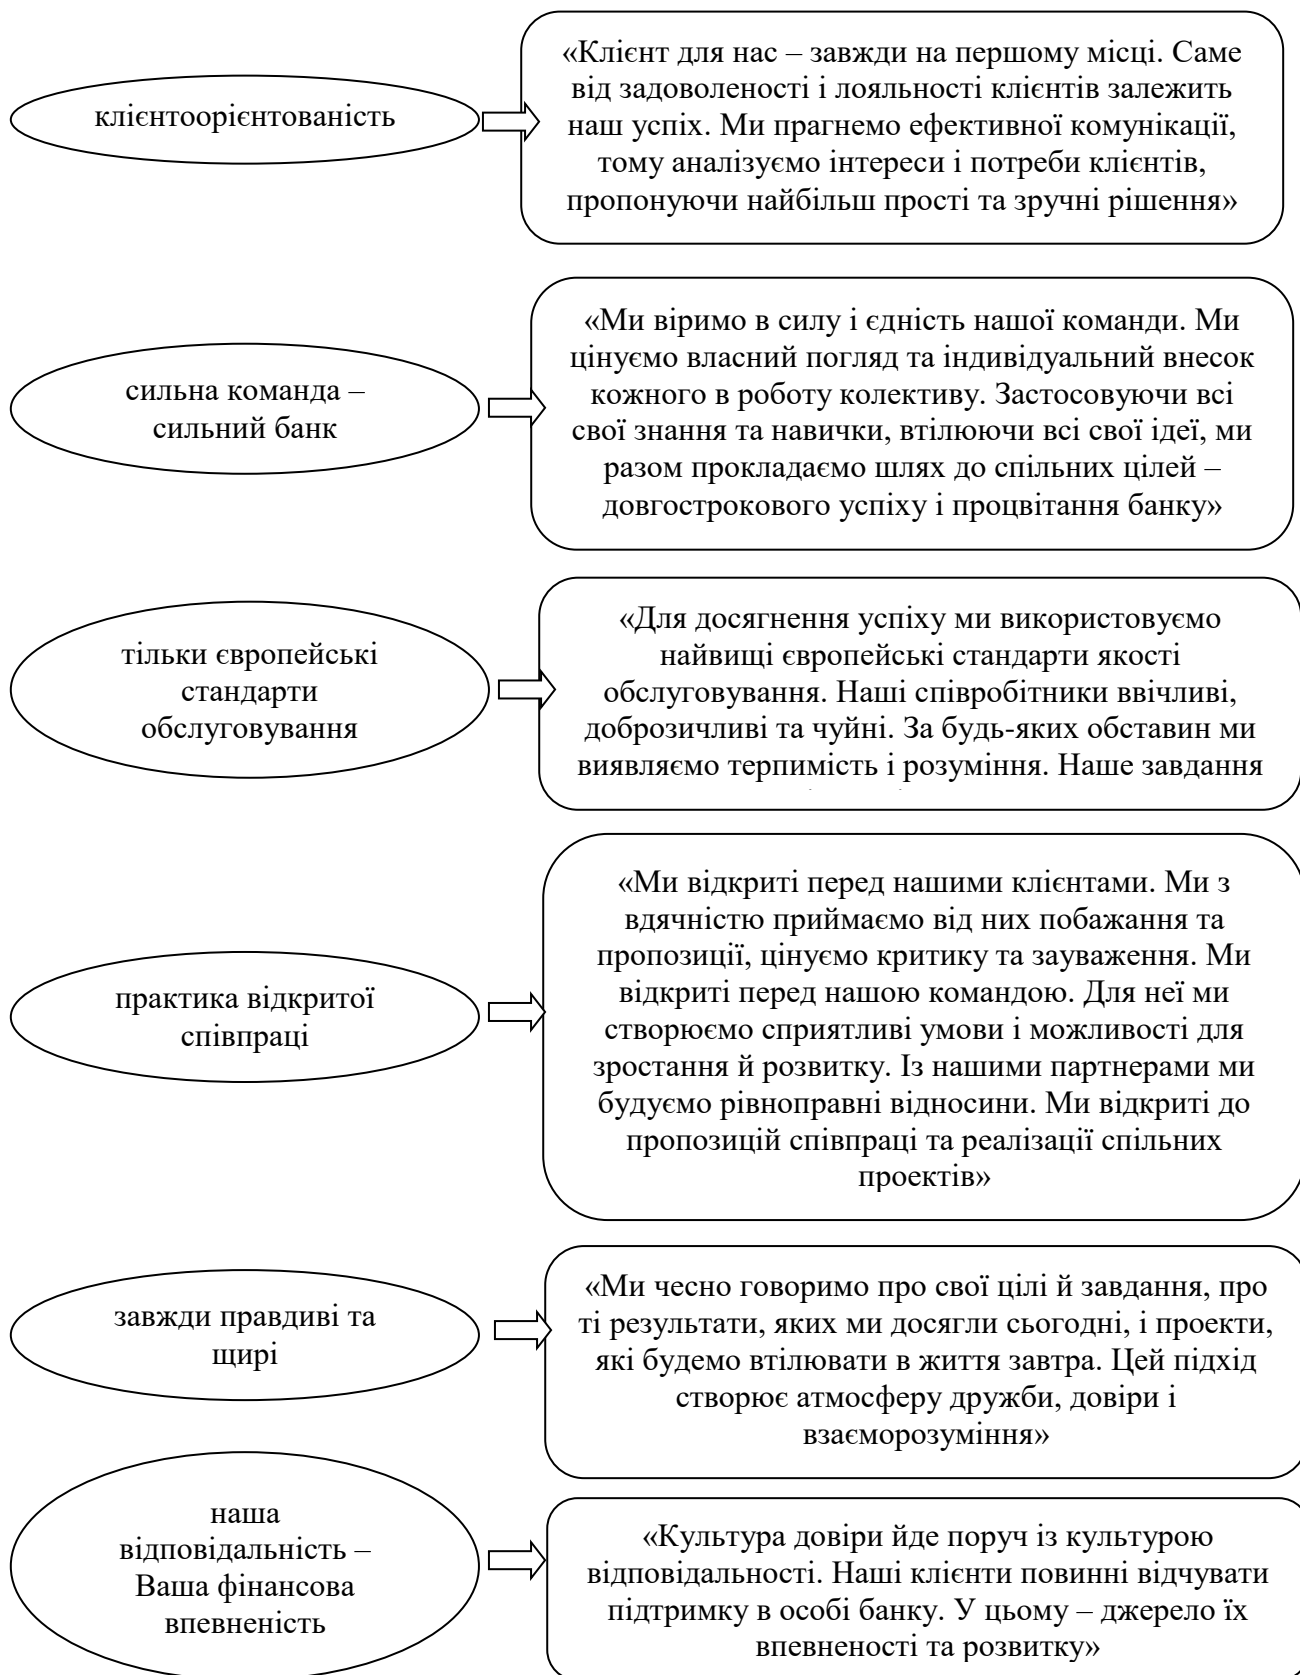 клієнтоорієнтованість
«Клієнт для нас – завжди на першому місці. Саме
від задоволеності і лояльності клієнтів залежить
наш успіх. Ми прагнемо ефективної комунікації,
тому аналізуємо інтереси і потреби клієнтів,
пропонуючи найбільш прості та зручні рішення»
сильна команда –
сильний банк
«Ми віримо в силу і єдність нашої команди. Ми
цінуємо власний погляд та індивідуальний внесок
кожного в роботу колективу. Застосовуючи всі
свої знання та навички, втілюючи всі свої ідеї, ми
разом прокладаємо шлях до спільних цілей –
довгострокового успіху і процвітання банку»
тільки європейські
стандарти
обслуговування
«Для досягнення успіху ми використовуємо
найвищі європейські стандарти якості
обслуговування. Наші співробітники ввічливі,
доброзичливі та чуйні. За будь-яких обставин ми
виявляємо терпимість і розуміння. Наше завдання
практика відкритої
співпраці
«Ми відкриті перед нашими клієнтами. Ми з
вдячністю приймаємо від них побажання та
пропозиції, цінуємо критику та зауваження. Ми
відкриті перед нашою командою. Для неї ми
створюємо сприятливі умови і можливості для
зростання й розвитку. Із нашими партнерами ми
будуємо рівноправні відносини. Ми відкриті до
пропозицій співпраці та реалізації спільних
проектів»
завжди правдиві та
щирі
«Ми чесно говоримо про свої цілі й завдання, про
ті результати, яких ми досягли сьогодні, і проекти,
які будемо втілювати в життя завтра. Цей підхід
створює атмосферу дружби, довіри і
взаєморозуміння»
наша
відповідальність –
Ваша фінансова
впевненість
«Культура довіри йде поруч із культурою
відповідальності. Наші клієнти повинні відчувати
підтримку в особі банку. У цьому – джерело їх
впевненості та розвитку»